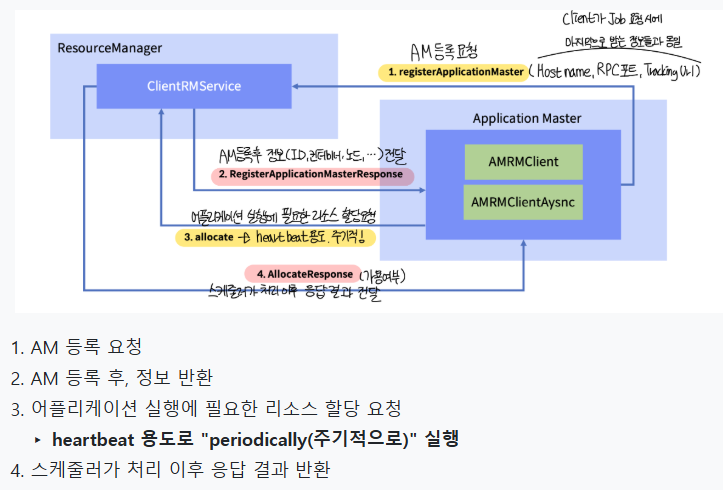 Client가 Job 요청시에
마지막으로 받은 정보들과 동일
ResourceManager
AM 등록 요청
ClientRMService
1. registerApplicationMaster (Host name, RPC 포트, Tracking Url)
Application Master
AM등록후 정보(ID, 컨테이너, 노드, ...) 전달
2. RegisterApplicationMasterResponse
AMRMClient
AMRMClientAysnc
어플리케이션 실행에 필요한 리소스 할당요청
3. allocate → heartbeat 용도. 주기적임
4. AllocateResponse (가용여부)
스케줄러가 처리 이후 응답 결과 전달
1. AM 등록 요청
2. AM 등록 후, 정보 반환
3. 어플리케이션 실행에 필요한 리소스 할당 요청
▸ heartbeat 용도로 "periodically(주기적으로)" 실행
4. 스케줄러가 처리 이후 응답 결과 반환